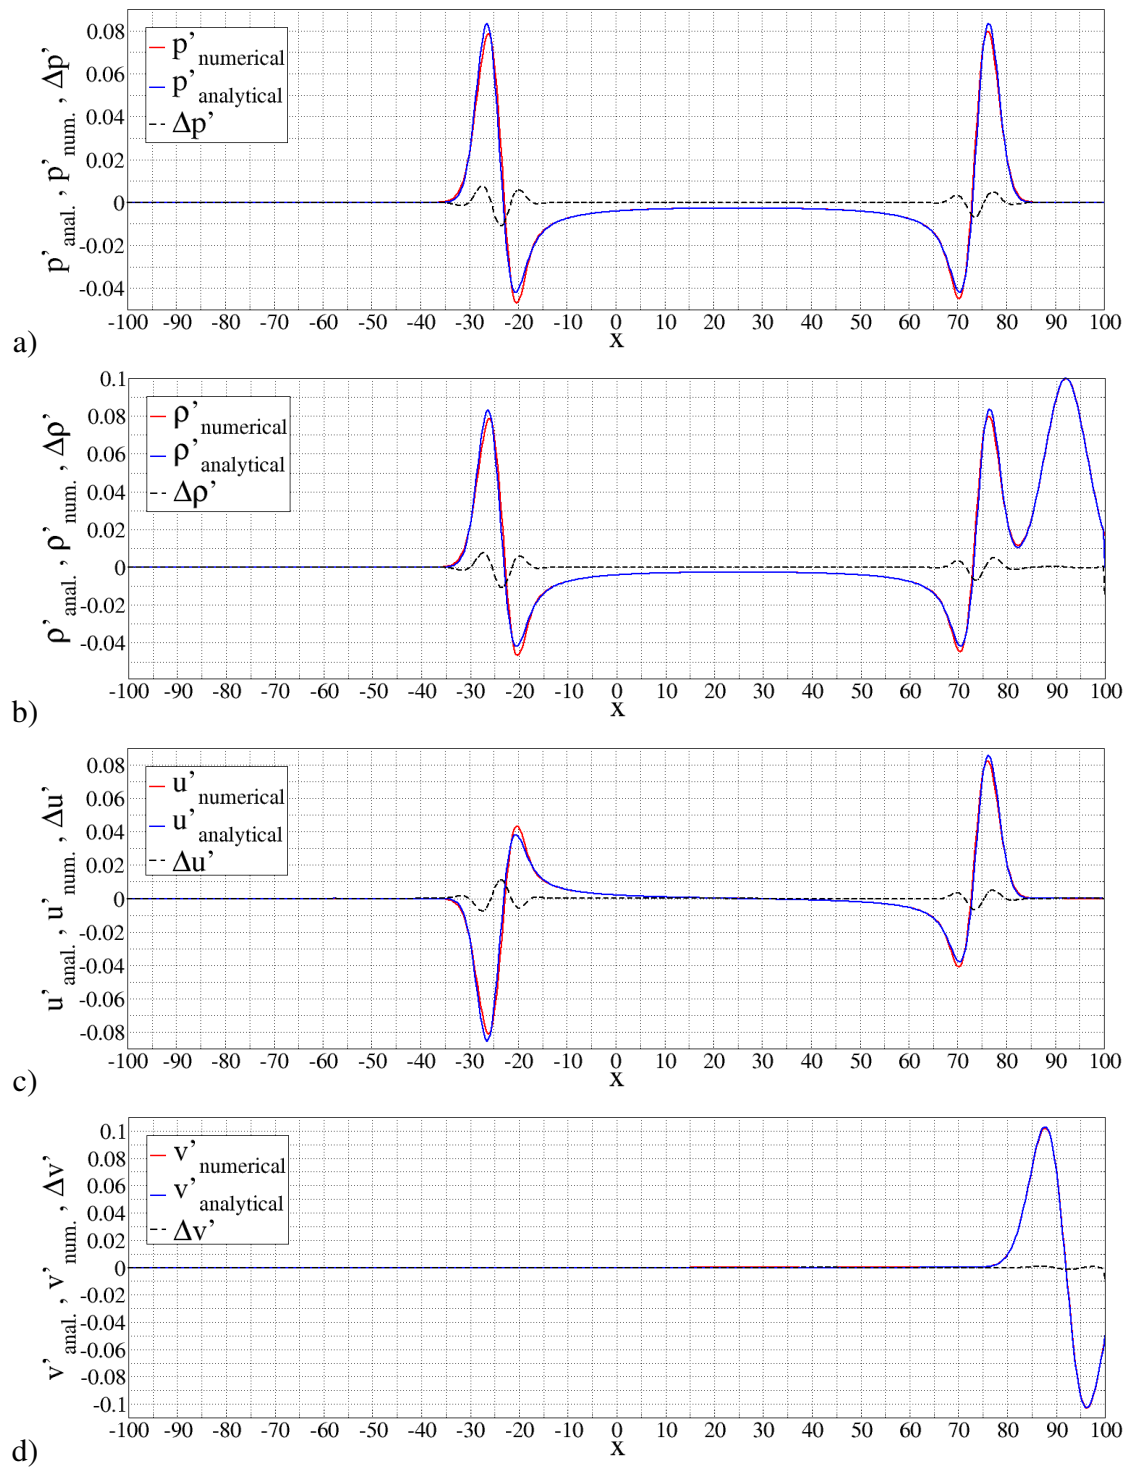 p'anal. , p'num. , Δp'
0.08
0.06
0.04
0.02
0
-0.02
-0.04
p'numerical
p'analytical
Δp'
-100 -90 -80 -70 -60 -50 -40 -30 -20 -10 0 10 20 30 40 50 60 70 80 90 100
x
a)
ρ'anal. , ρ'num. , Δρ'
0.1
0.08
0.06
0.04
0.02
0
-0.02
-0.04
ρ'numerical
ρ'analytical
Δρ'
-100 -90 -80 -70 -60 -50 -40 -30 -20 -10 0 10 20 30 40 50 60 70 80 90 100
x
b)
u'anal. , u'num. , Δu'
0.08
0.06
0.04
0.02
0
-0.02
-0.04
-0.06
-0.08
u'numerical
u'analytical
Δu'
-100 -90 -80 -70 -60 -50 -40 -30 -20 -10 0 10 20 30 40 50 60 70 80 90 100
x
c)
v'anal. , v'num. , Δv'
0.1
0.08
0.06
0.04
0.02
0
-0.02
-0.04
-0.06
-0.08
-0.1
v'numerical
v'analytical
Δv'
-100 -90 -80 -70 -60 -50 -40 -30 -20 -10 0 10 20 30 40 50 60 70 80 90 100
x
d)